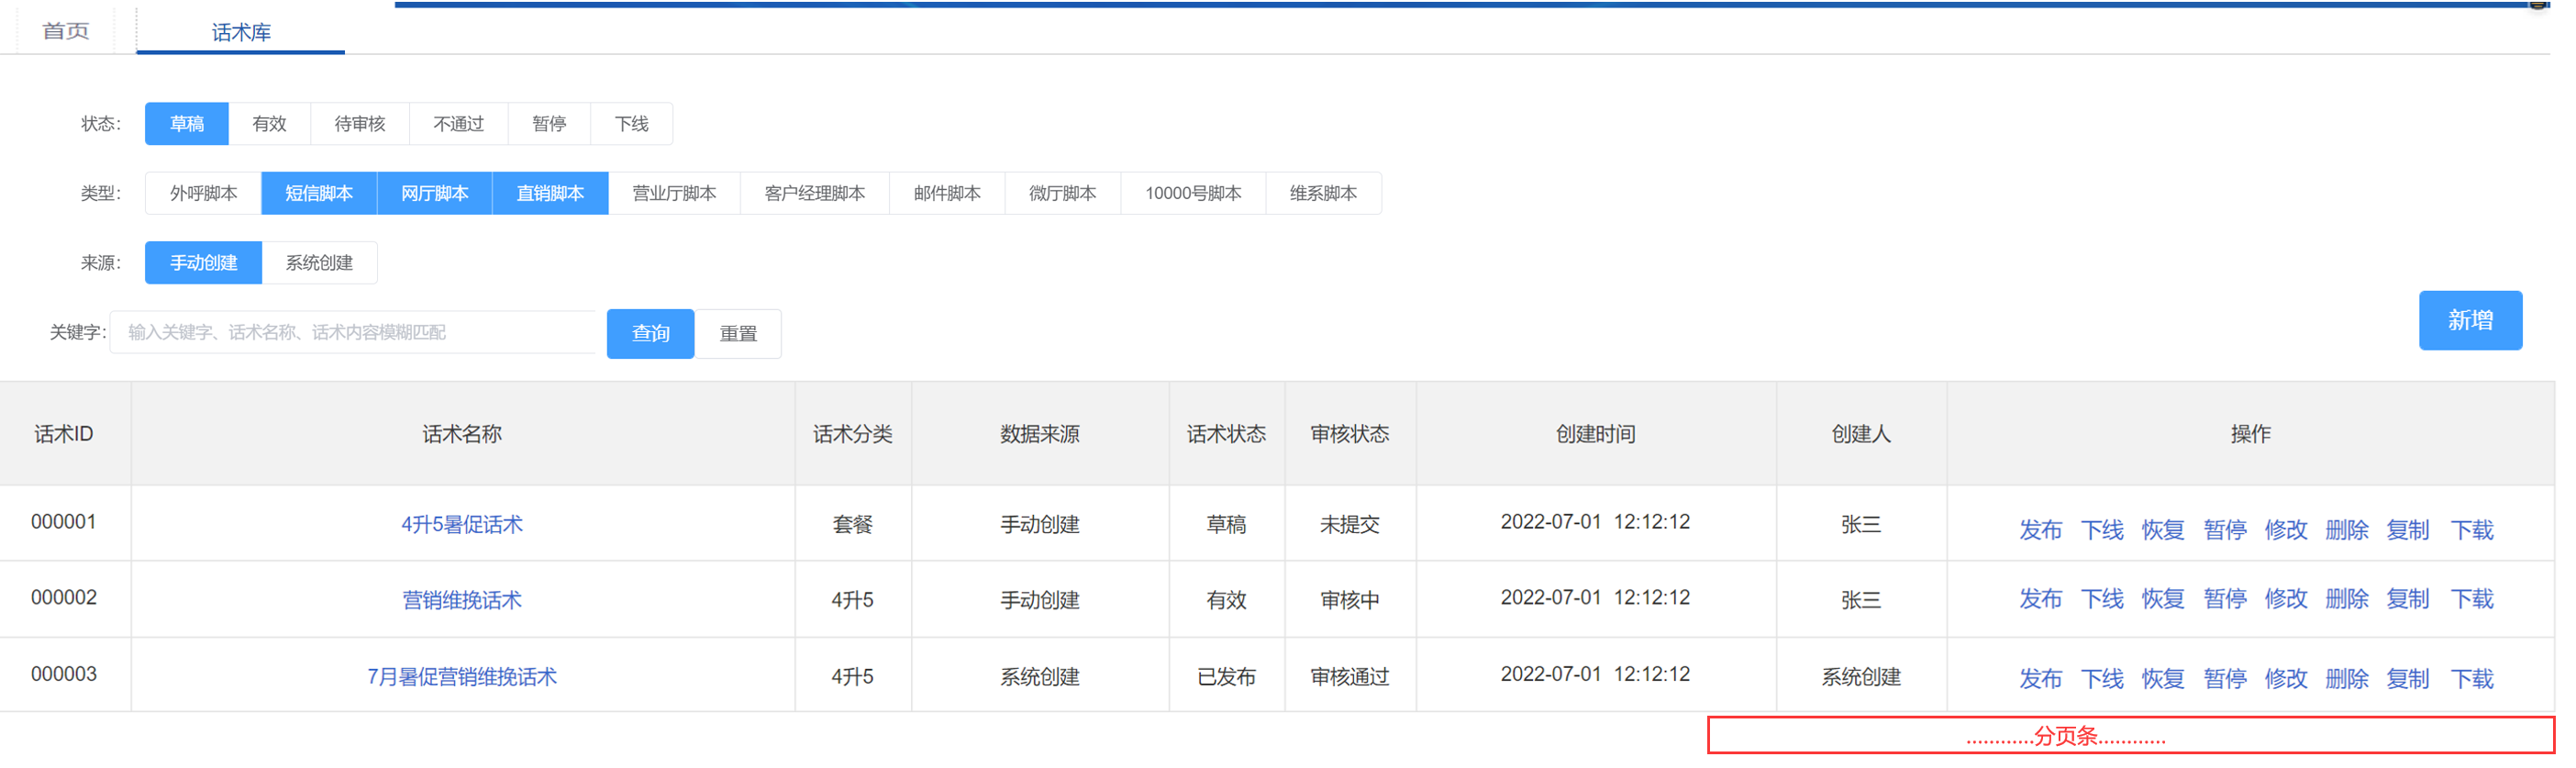 首页 话术库
状态: 草稿 有效 待审核 不通过 暂停 下线
类型: 外呼脚本 短信脚本 网厅脚本 直销脚本 营业厅脚本 客户经理脚本 邮件脚本 微厅脚本 10000号脚本 维系脚本
来源: 手动创建 系统创建
关键字: 输入关键字、话术名称、话术内容模糊匹配 查询 重置 新增
话术ID 话术名称 话术分类 数据来源 话术状态 审核状态 创建时间 创建人 操作
000001 4升5暑促话术 套餐 手动创建 草稿 未提交 2022-07-01 12:12:12 张三 发布 下线 恢复 暂停 修改 删除 复制 下载
000002 营销维挽话术 4升5 手动创建 有效 审核中 2022-07-01 12:12:12 张三 发布 下线 恢复 暂停 修改 删除 复制 下载
000003 7月暑促营销维挽话术 4升5 系统创建 已发布 审核通过 2022-07-01 12:12:12 系统创建 发布 下线 恢复 暂停 修改 删除 复制 下载
............分页条............